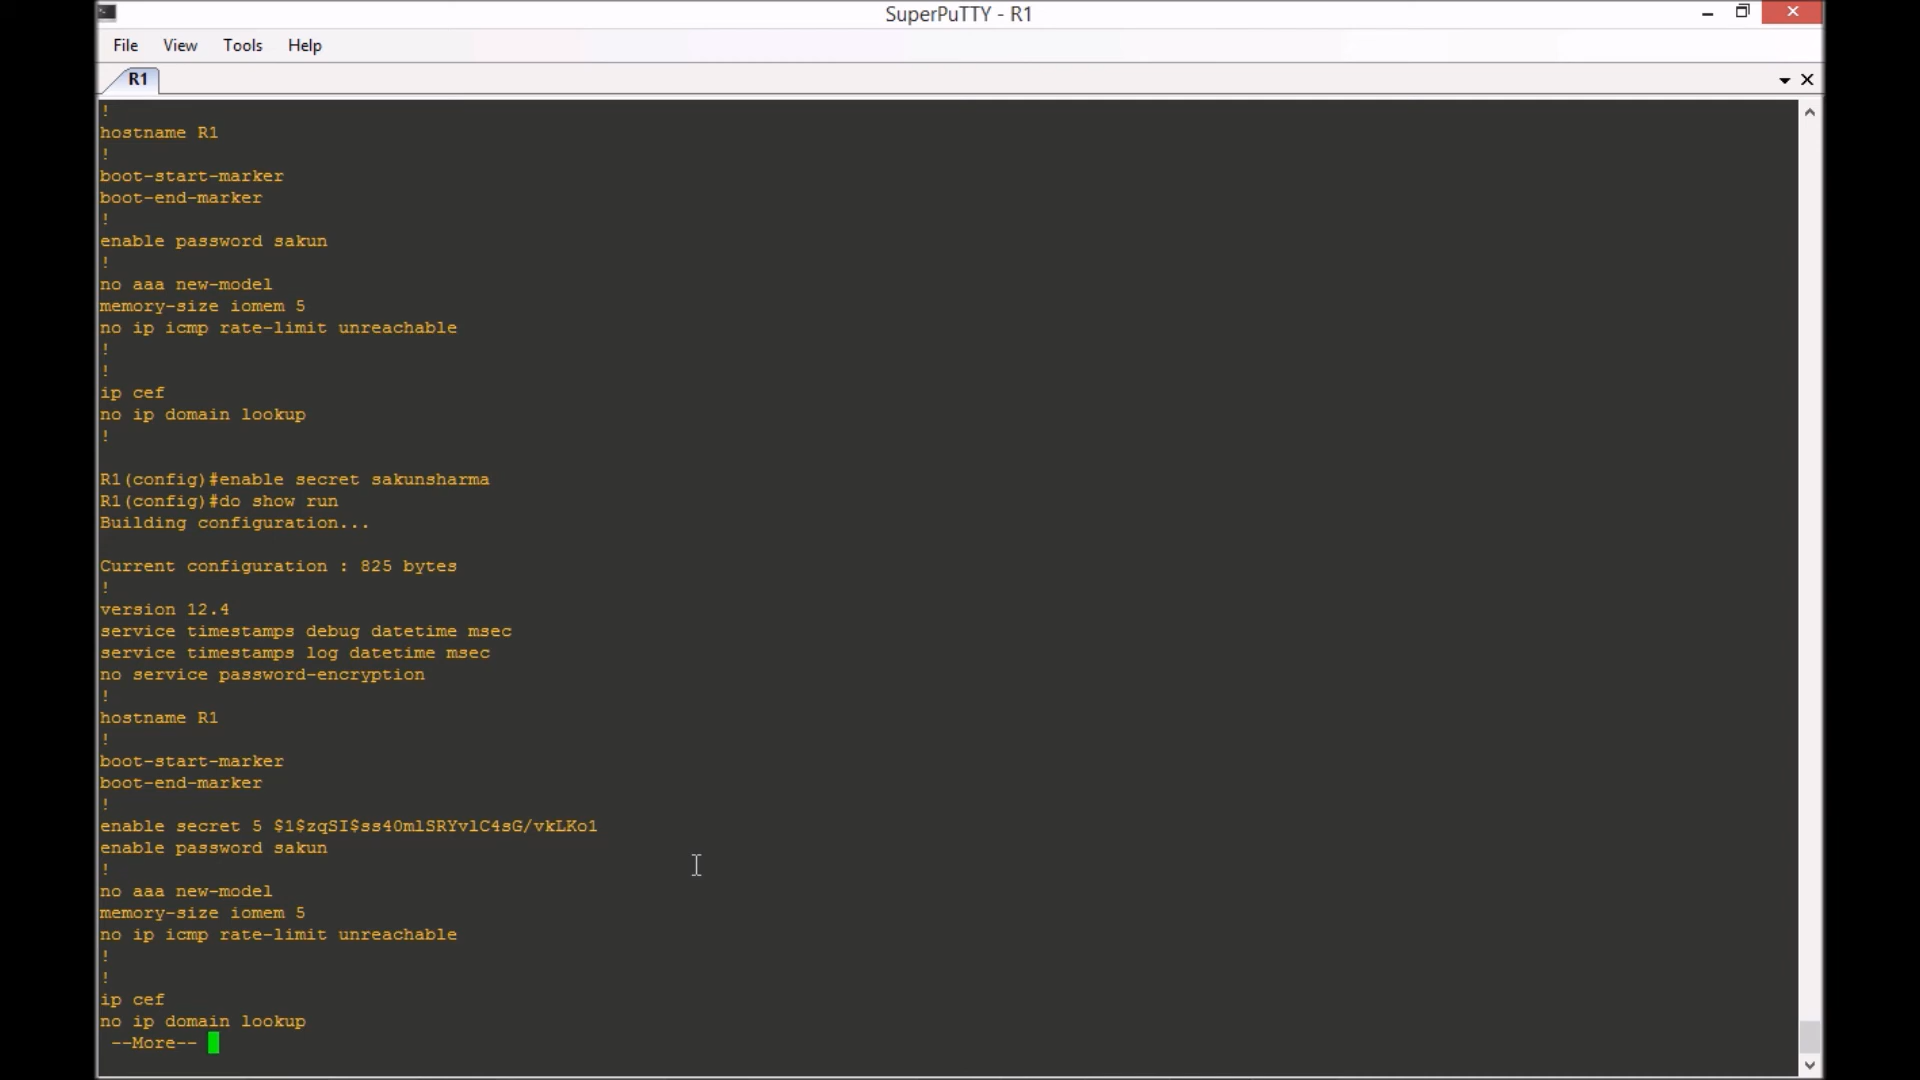 SuperPuTTY - R1
File View Tools Help
R1
!
hostname R1
!
boot-start-marker
boot-end-marker
!
enable password sakun
!
no aaa new-model
memory-size iomem 5
no ip icmp rate-limit unreachable
!
!
ip cef
no ip domain lookup
!
R1(config)#enable secret sakunsharma
R1(config)#do show run
Building configuration...
Current configuration : 825 bytes
!
version 12.4
service timestamps debug datetime msec
service timestamps log datetime msec
no service password-encryption
!
hostname R1
!
boot-start-marker
boot-end-marker
!
enable secret 5 $1$zqSI$ss40mlSRYvlC4sG/vkLKo1
enable password sakun
!
no aaa new-model
memory-size iomem 5
no ip icmp rate-limit unreachable
!
!
ip cef
no ip domain lookup
--More--